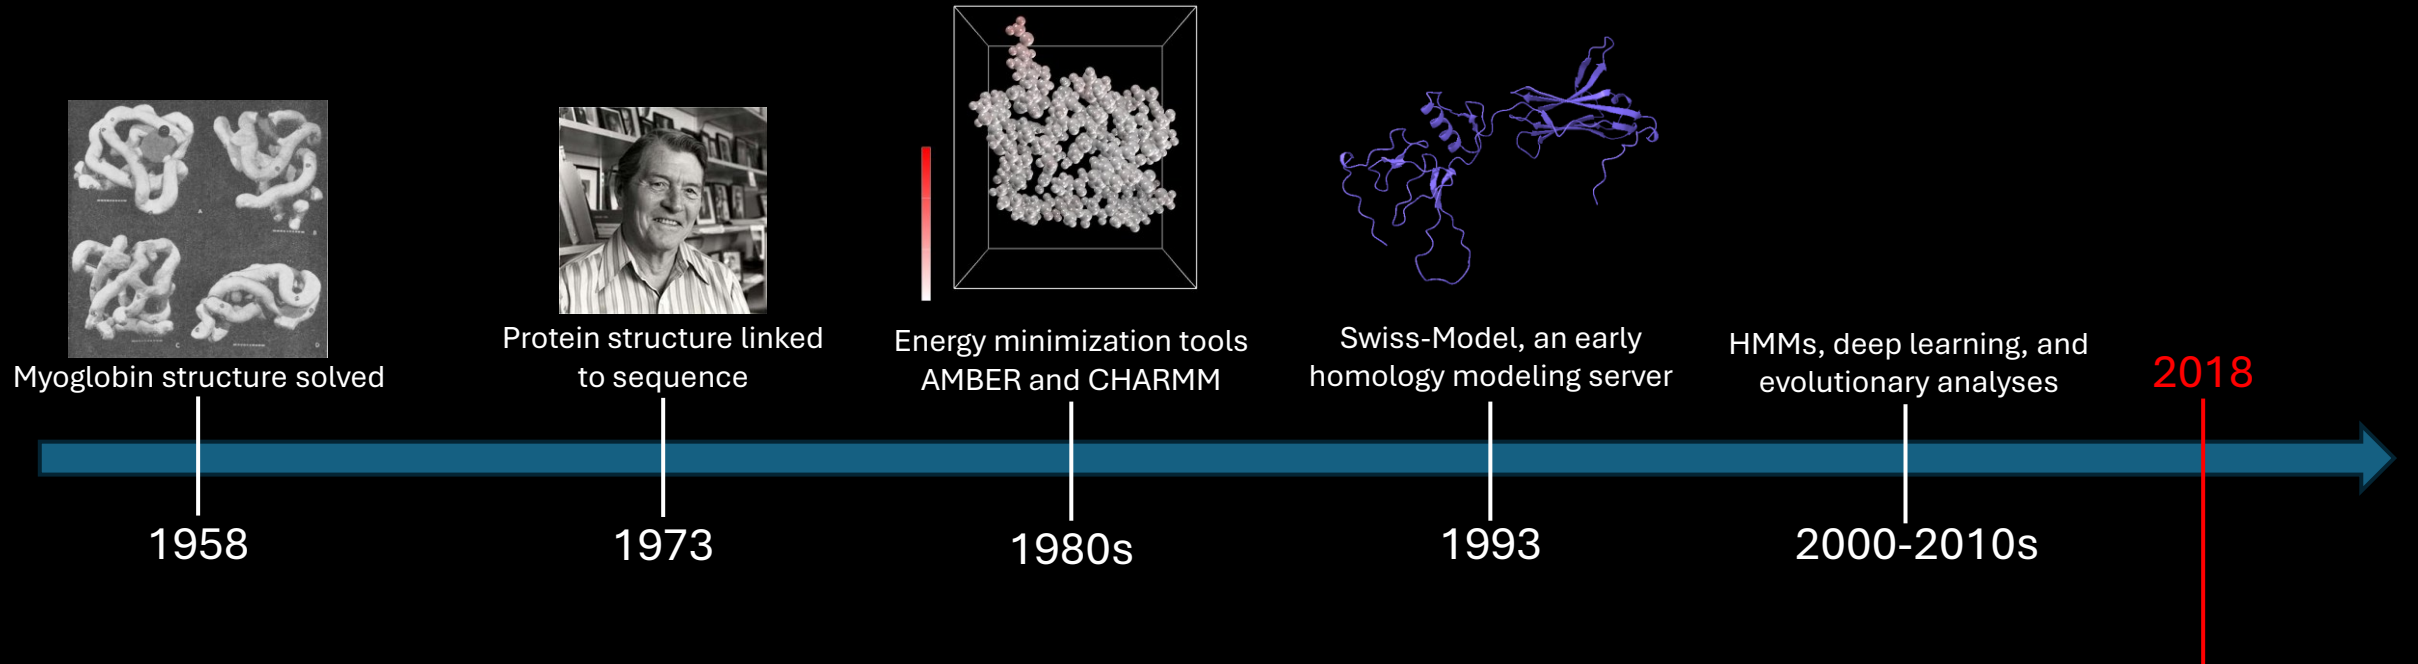 Myoglobin structure solved
Protein structure linked
to sequence
Energy minimization tools
AMBER and CHARMM
Swiss-Model, an early
homology modeling server
HMMs, deep learning, and
evolutionary analyses
2018
1958
1973
1980s
1993
2000-2010s